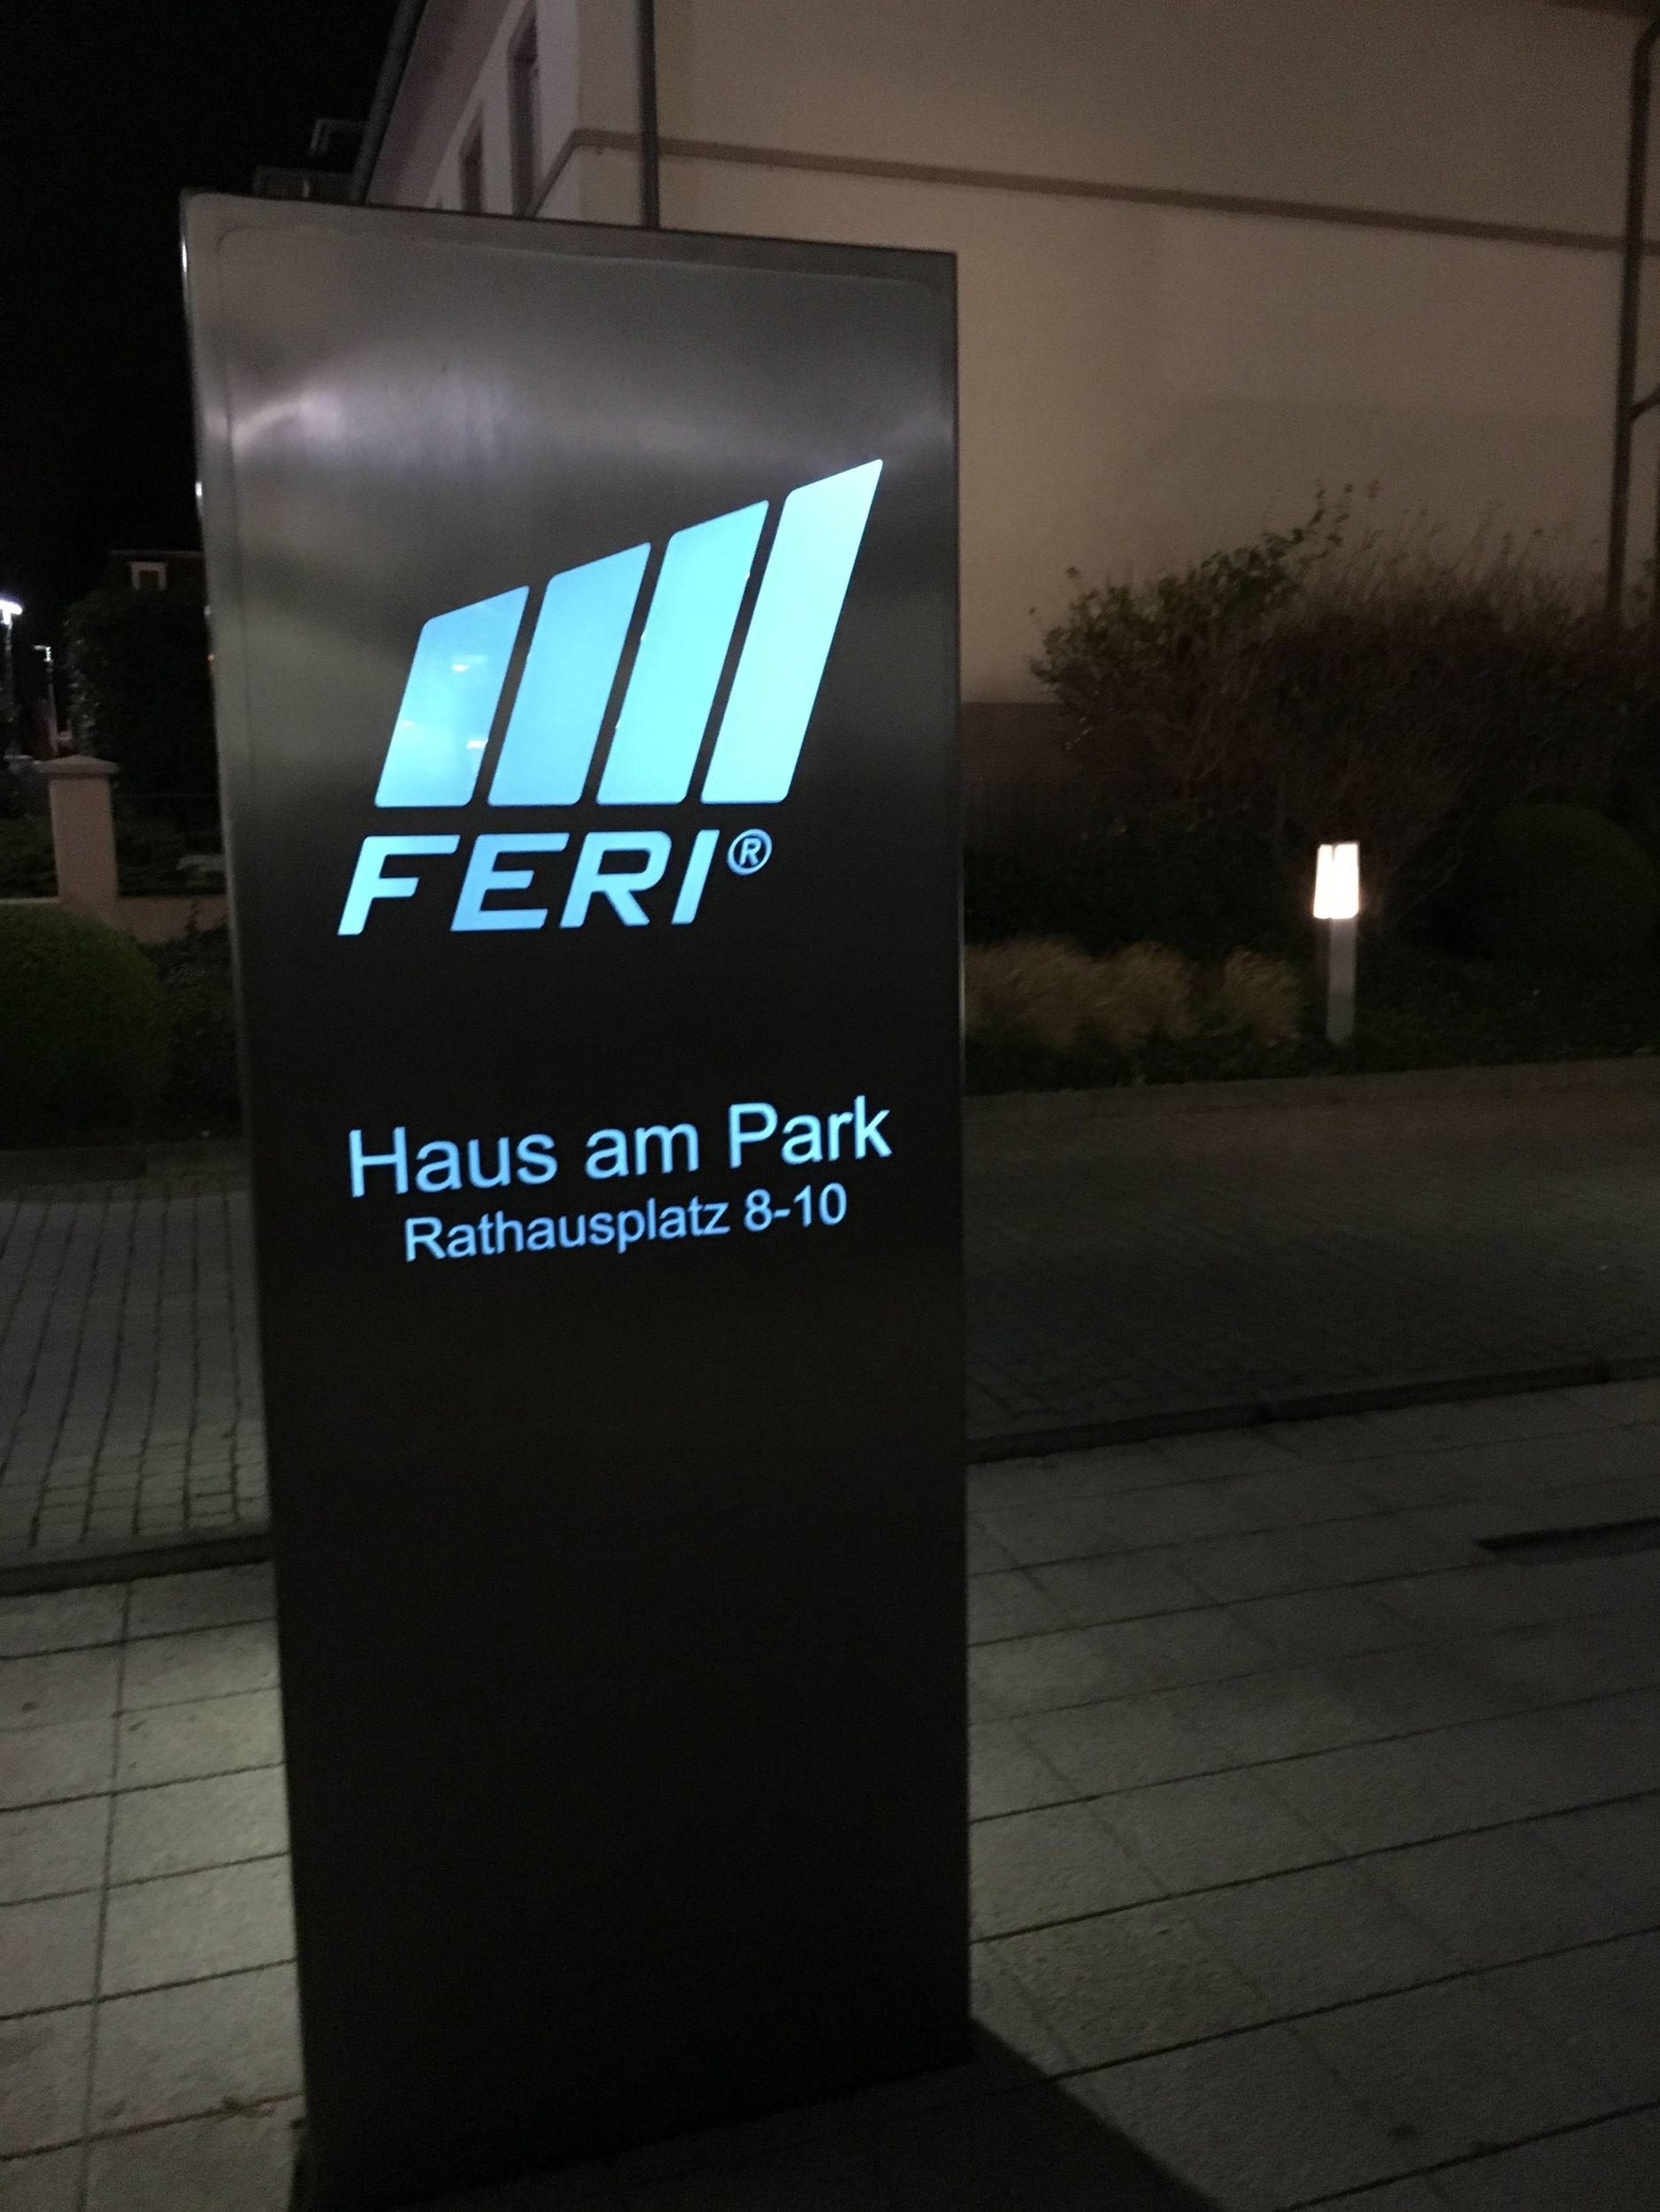 FERI®
Haus am Park
Rathausplatz 8-10